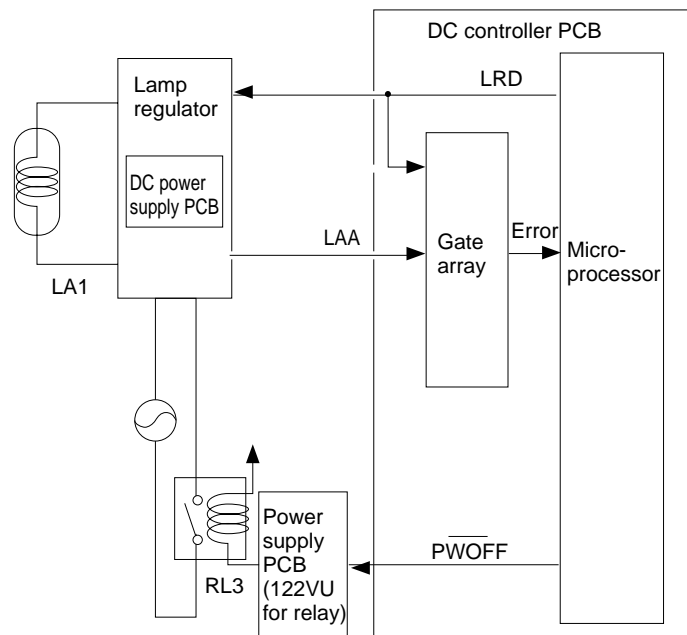 DC controller PCB
Lamp
regulator
LRD
DC power
supply PCB
LAA
Gate
array
Error
Micro-
processor
LA1
Power
supply
PCB
(122VU
for relay)
RL3
PWOFF